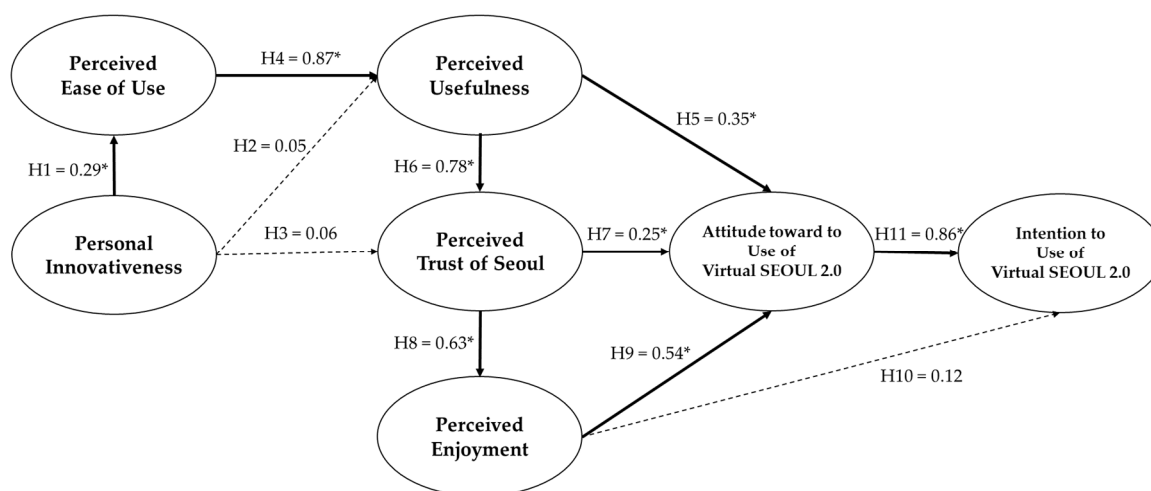 Perceived
Ease of Use
H4 = 0.87*
Perceived
Usefulness
H1 = 0.29*
H2 = 0.05
H5 = 0.35*
H6 = 0.78*
Personal
Innovativeness
H3 = 0.06
Perceived
Trust of Seoul
H7 = 0.25*
Attitude toward to
Use of
Virtual SEOUL 2.0
H11 = 0.86*
Intention to
Use of
Virtual SEOUL 2.0
H8 = 0.63*
H9 = 0.54*
H10 = 0.12
Perceived
Enjoyment